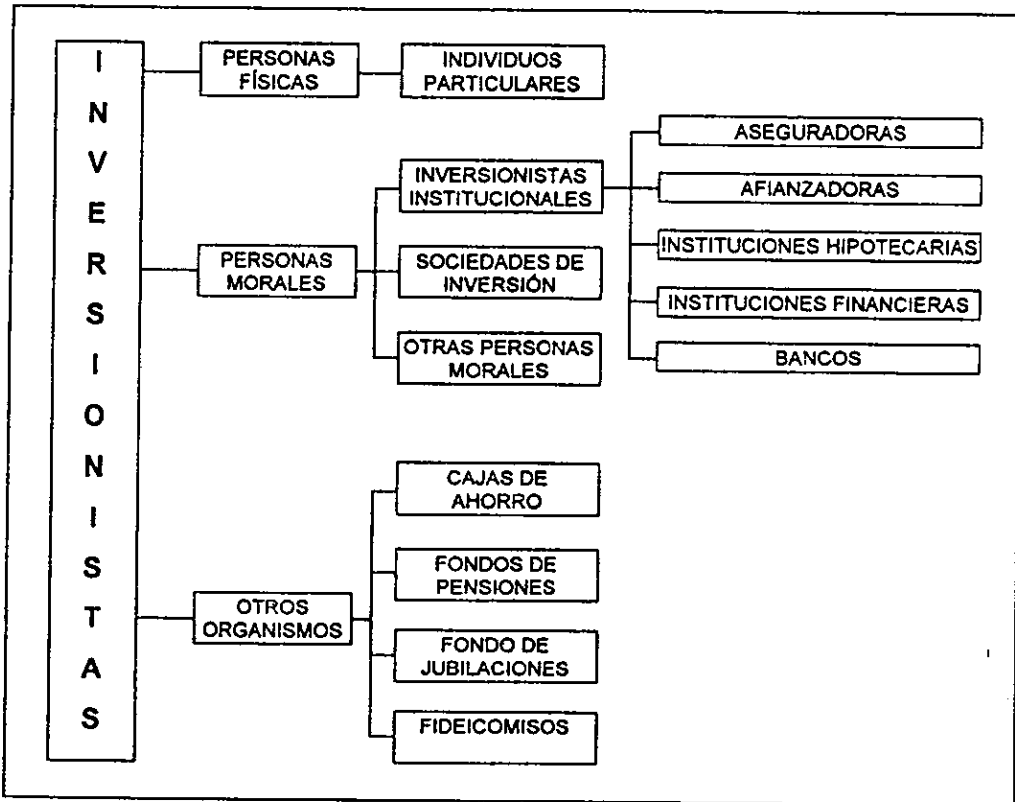 INVERSIONISTAS
PERSONAS
FÍSICAS
INDIVIDUOS
PARTICULARES
PERSONAS
MORALES
INVERSIONISTAS
INSTITUCIONALES
ASEGURADORAS
AFIANZADORAS
INSTITUCIONES HIPOTECARIAS
INSTITUCIONES FINANCIERAS
BANCOS
SOCIEDADES DE
INVERSIÓN
OTRAS PERSONAS
MORALES
OTROS
ORGANISMOS
CAJAS DE
AHORRO
FONDOS DE
PENSIONES
FONDO DE
JUBILACIONES
FIDEICOMISOS